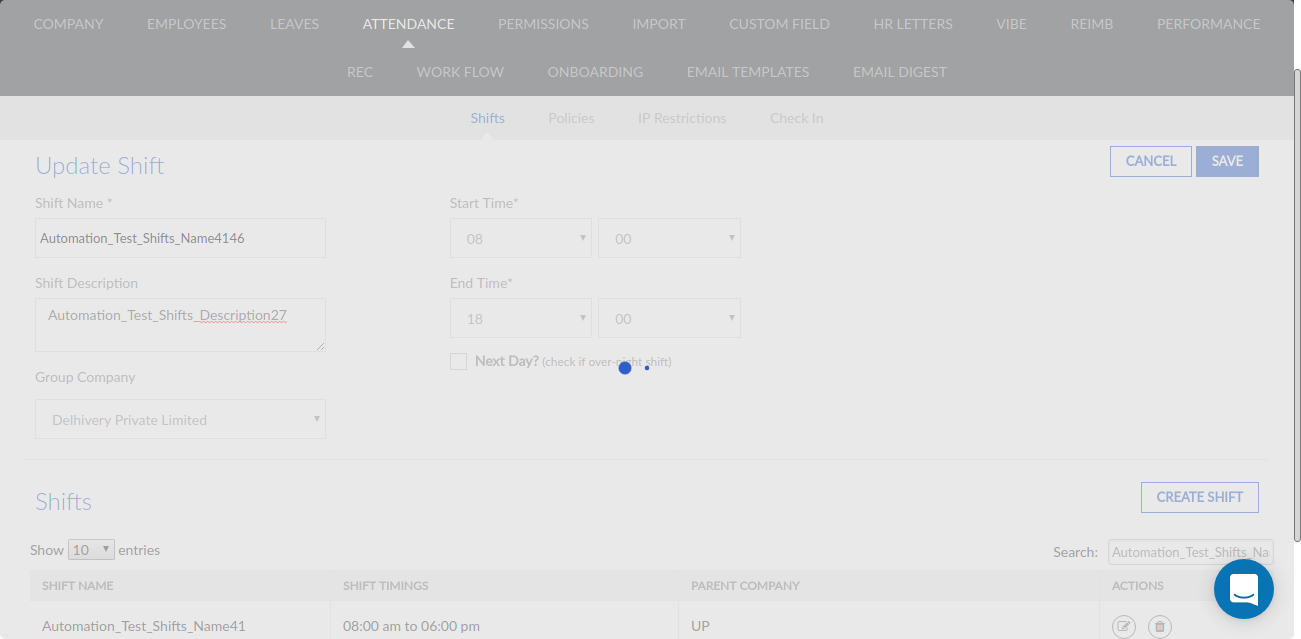 COMPANY EMPLOYEES LEAVES ATTENDANCE PERMISSIONS IMPORT CUSTOM FIELD HR LETTERS VIBE REIMB PERFORMANCE
REC WORK FLOW ONBOARDING EMAIL TEMPLATES EMAIL DIGEST
Shifts Policies IP Restrictions Check In
Update Shift CANCEL SAVE
Shift Name * Start Time*
Automation_Test_Shifts_Name4146 08 00
Shift Description End Time*
Automation_Test_Shifts_Description27 18 00
Next Day? (check if over-night shift)
Group Company
Delhivery Private Limited
Shifts CREATE SHIFT
Show 10 entries Search: Automation_Test_Shifts_Na
SHIFT NAME SHIFT TIMINGS PARENT COMPANY ACTIONS
Automation_Test_Shifts_Name41 08:00 am to 06:00 pm UP